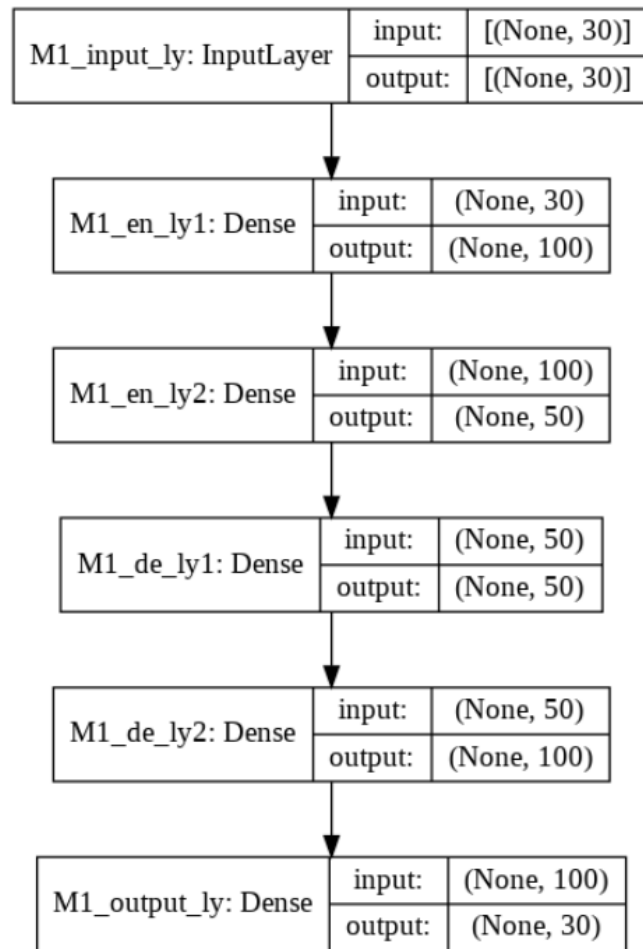 M1_input_ly: InputLayer
input: [(None, 30)]
output: [(None, 30)]
M1_en_ly1: Dense
input: (None, 30)
output: (None, 100)
M1_en_ly2: Dense
input: (None, 100)
output: (None, 50)
M1_de_ly1: Dense
input: (None, 50)
output: (None, 50)
M1_de_ly2: Dense
input: (None, 50)
output: (None, 100)
M1_output_ly: Dense
input: (None, 100)
output: (None, 30)